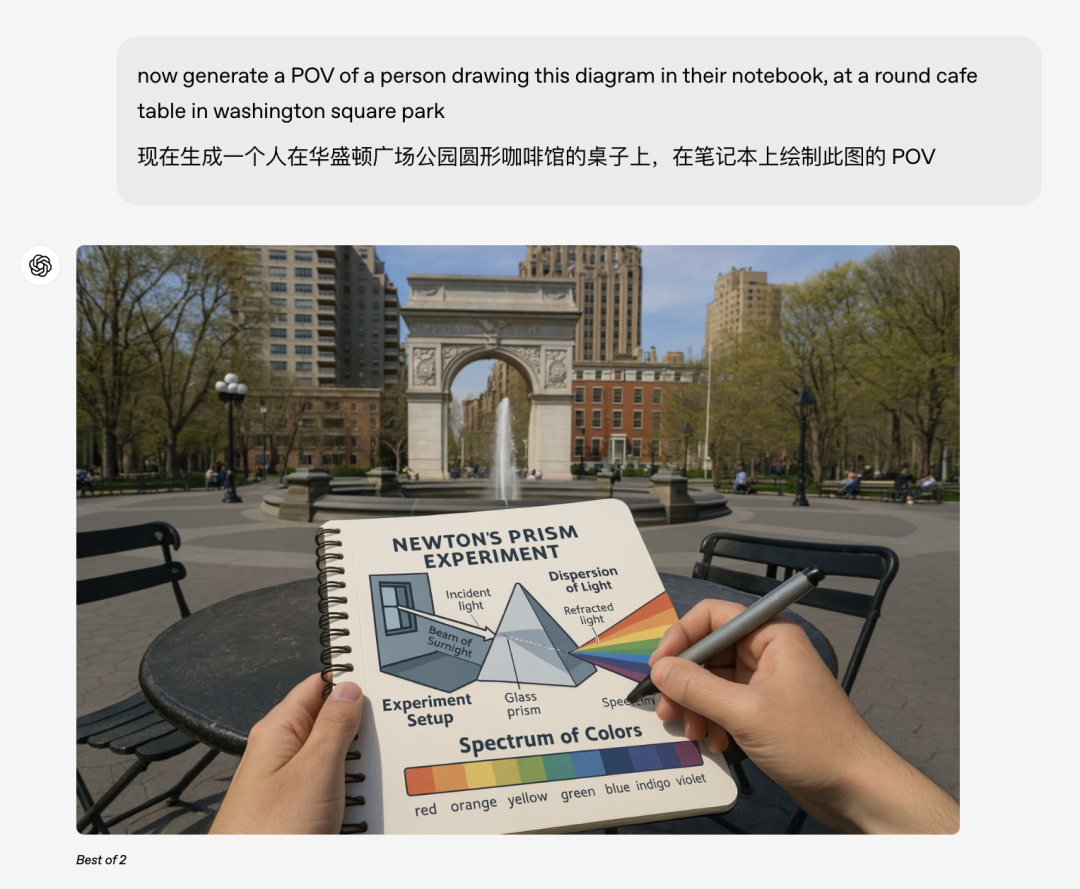 now generate a POV of a person drawing this diagram in their notebook, at a round cafe
table in washington square park
现在生成一个人在华盛顿广场公园圆形咖啡馆的桌子上，在笔记本上绘制此图的 POV
NEWTON'S PRISM
EXPERIMENT
Dispersion
of Light
Incident
light
Refracted
light
Beam of
Surnight
Experiment
Setup
Glass
prism
Spectrum of Colors
red orange yellow green blue indigo violet
Best of 2